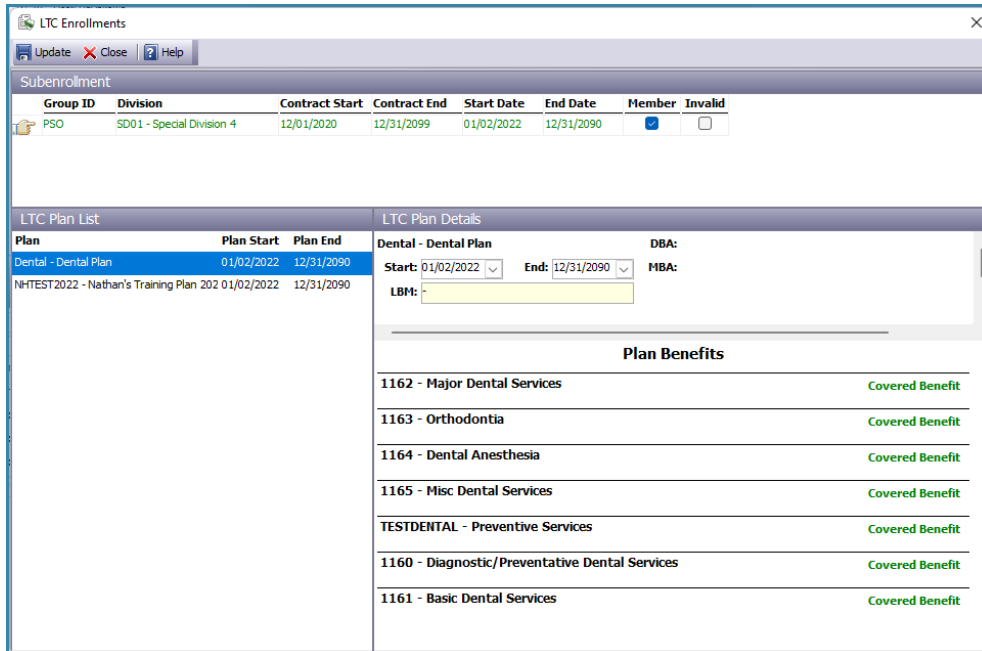 LTC Enrollments
Update Close Help
Subenrollment
Group ID Division Contract Start Contract End Start Date End Date Member Invalid
PSO SD01 - Special Division 4 12/01/2020 12/31/2099 01/02/2022 12/31/2090
LTC Plan List
Plan Plan Start Plan End
Dental - Dental Plan 01/02/2022 12/31/2090
NHTEST2022 - Nathan's Training Plan 202 01/02/2022 12/31/2090
LTC Plan Details
Dental - Dental Plan DBA:
Start: 01/02/2022 End: 12/31/2090 MBA:
LBM: -
Plan Benefits
1162 - Major Dental Services Covered Benefit
1163 - Orthodontia Covered Benefit
1164 - Dental Anesthesia Covered Benefit
1165 - Misc Dental Services Covered Benefit
TESTDENTAL - Preventive Services Covered Benefit
1160 - Diagnostic/Preventative Dental Services Covered Benefit
1161 - Basic Dental Services Covered Benefit